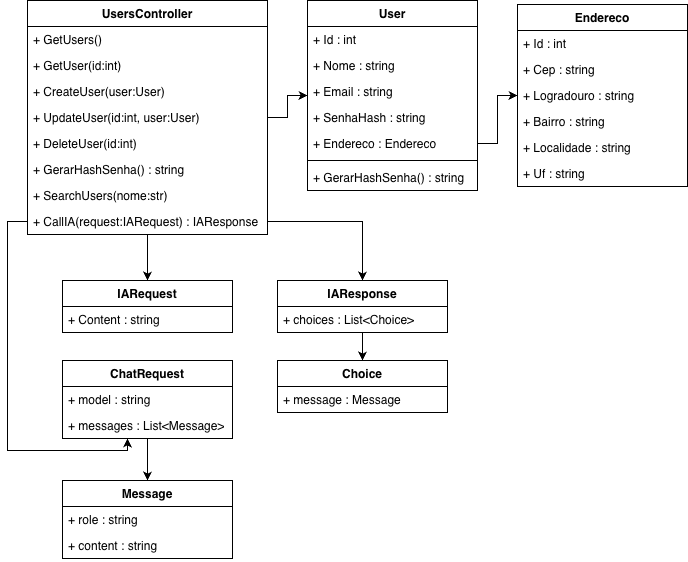 UsersController
+ GetUsers()
+ GetUser(id:int)
+ CreateUser(user:User)
+ UpdateUser(id:int, user:User)
+ DeleteUser(id:int)
+ GerarHashSenha() : string
+ SearchUsers(nome:str)
+ CallIA(request:IARequest) : IAResponse
User
+ Id : int
+ Nome : string
+ Email : string
+ SenhaHash : string
+ Endereco : Endereco
+ GerarHashSenha() : string
Endereco
+ Id : int
+ Cep : string
+ Logradouro : string
+ Bairro : string
+ Localidade : string
+ Uf : string
IARequest
+ Content : string
IAResponse
+ choices : List<Choice>
ChatRequest
+ model : string
+ messages : List<Message>
Choice
+ message : Message
Message
+ role : string
+ content : string